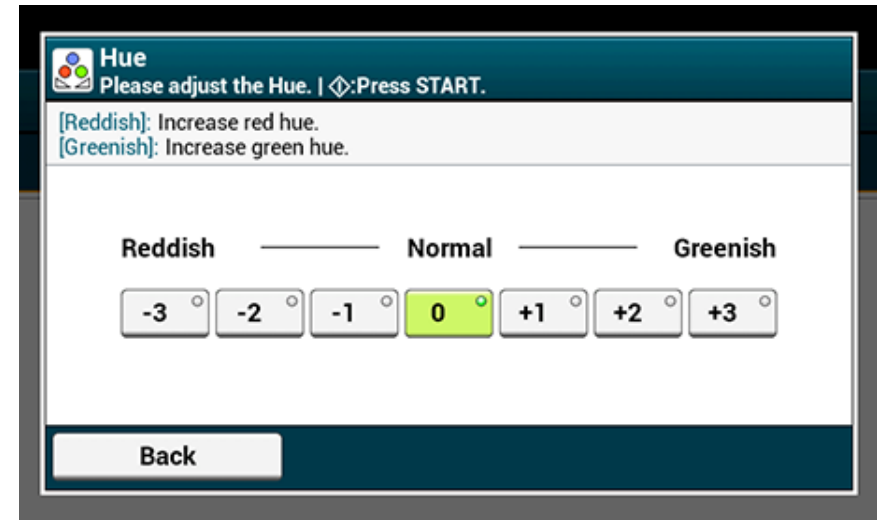 Hue
Please adjust the Hue. | :Press START.
[Reddish]: Increase red hue.
[Greenish]: Increase green hue.
Reddish Normal Greenish
-3 -2 -1 0 +1 +2 +3
Back